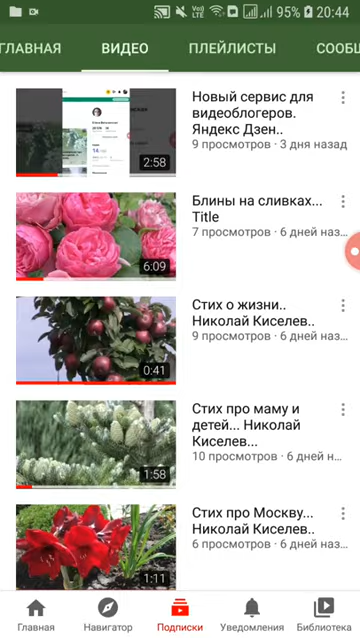 95% 20:44
ГЛАВНАЯ ВИДЕО ПЛЕЙЛИСТЫ СООБЩ
Новый сервис для
видеоблогеров.
Яндекс Дзен..
9 просмотров · 3 дня назад
2:58
Блины на сливках...
Title
7 просмотров · 6 дней наз...
6:09
Стих о жизни..
Николай Киселев..
9 просмотров · 6 дней наз...
0:41
Стих про маму и
детей... Николай
Киселев...
10 просмотров · 6 дней н...
1:58
Стих про Москву...
Николай Киселев..
6 просмотров · 6 дней наз...
1:11
Главная Навигатор Подписки Уведомления Библиотека